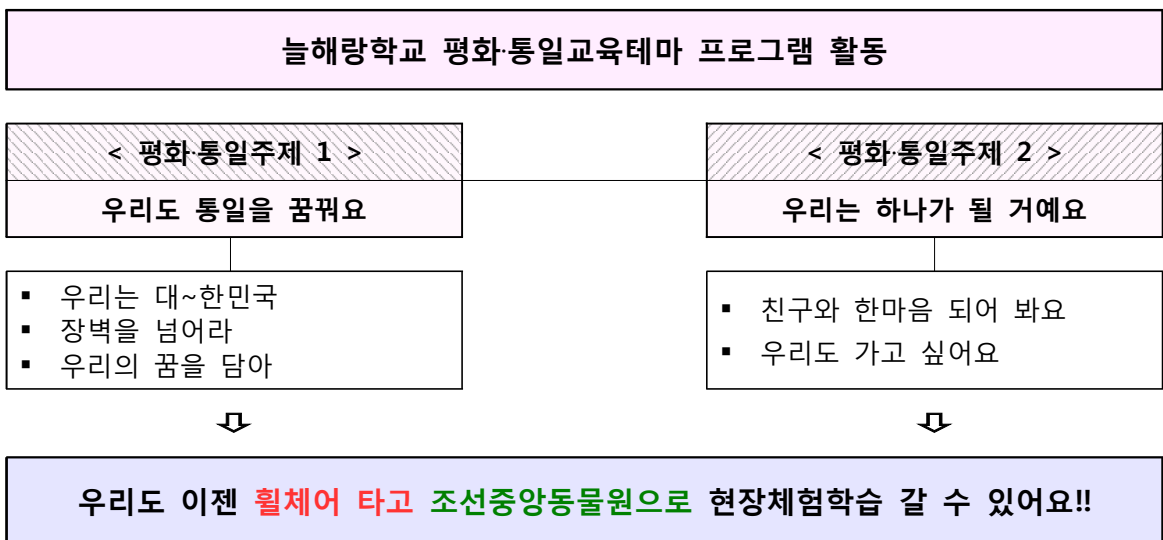 늘해랑학교 평화·통일교육테마 프로그램 활동
< 평화·통일주제 1 >
우리도 통일을 꿈꿔요
▪ 우리는 대~한민국
▪ 장벽을 넘어라
▪ 우리의 꿈을 담아
< 평화·통일주제 2 >
우리는 하나가 될 거예요
▪ 친구와 한마음 되어 봐요
▪ 우리도 가고 싶어요
우리도 이젠 휠체어 타고 조선중앙동물원으로 현장체험학습 갈 수 있어요!!